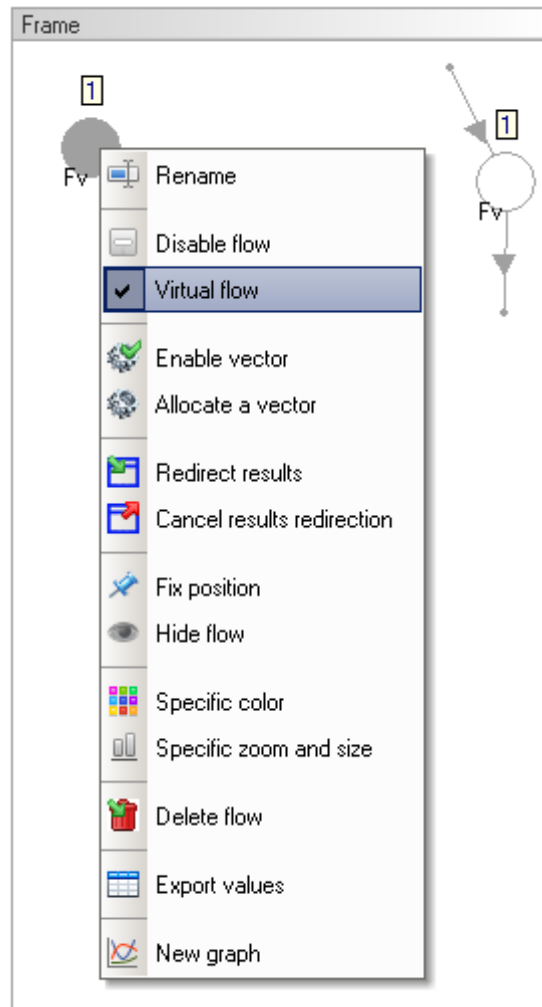 Frame
1
1
Fv
Fv
Rename
Disable flow
Virtual flow
Enable vector
Allocate a vector
Redirect results
Cancel results redirection
Fix position
Hide flow
Specific color
Specific zoom and size
Delete flow
Export values
New graph